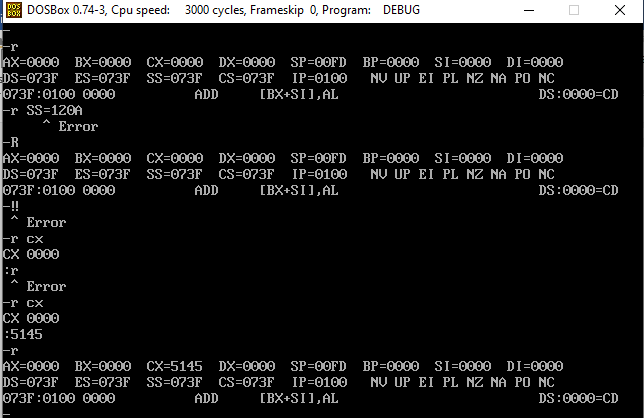 DOSBox 0.74-3, Cpu speed: 3000 cycles, Frameskip 0, Program: DEBUG
-
-r
AX=0000 BX=0000 CX=0000 DX=0000 SP=00FD BP=0000 SI=0000 DI=0000
DS=073F ES=073F SS=073F CS=073F IP=0100 NV UP EI PL NZ NA PO NC
073F:0100 0000 ADD [BX+SI],AL DS:0000=CD
-r SS=120A
^ Error
-R
AX=0000 BX=0000 CX=0000 DX=0000 SP=00FD BP=0000 SI=0000 DI=0000
DS=073F ES=073F SS=073F CS=073F IP=0100 NV UP EI PL NZ NA PO NC
073F:0100 0000 ADD [BX+SI],AL DS:0000=CD
-!!
^ Error
-r cx
CX 0000
:r
^ Error
-r cx
CX 0000
:5145
-r
AX=0000 BX=0000 CX=5145 DX=0000 SP=00FD BP=0000 SI=0000 DI=0000
DS=073F ES=073F SS=073F CS=073F IP=0100 NV UP EI PL NZ NA PO NC
073F:0100 0000 ADD [BX+SI],AL DS:0000=CD
-